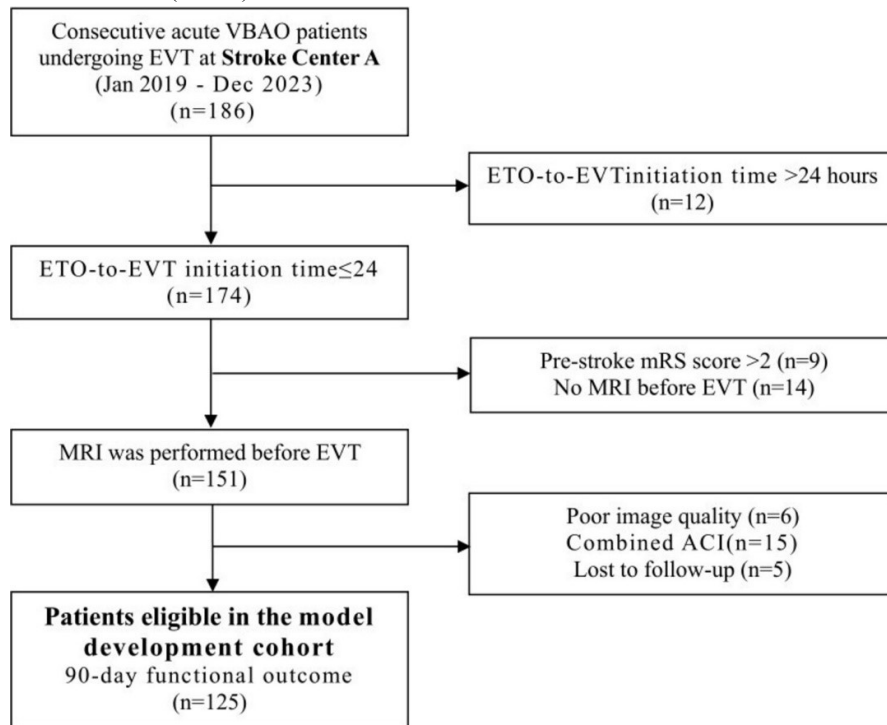 Consecutive acute VBAO patients
undergoing EVT at Stroke Center A
(Jan 2019 - Dec 2023)
(n=186)
ETO-to-EVTinitiation time >24 hours
(n=12)
ETO-to-EVT initiation time≤24
(n=174)
Pre-stroke mRS score >2 (n=9)
No MRI before EVT (n=14)
MRI was performed before EVT
(n=151)
Poor image quality (n=6)
Combined ACI(n=15)
Lost to follow-up (n=5)
Patients eligible in the model
development cohort
90-day functional outcome
(n=125)